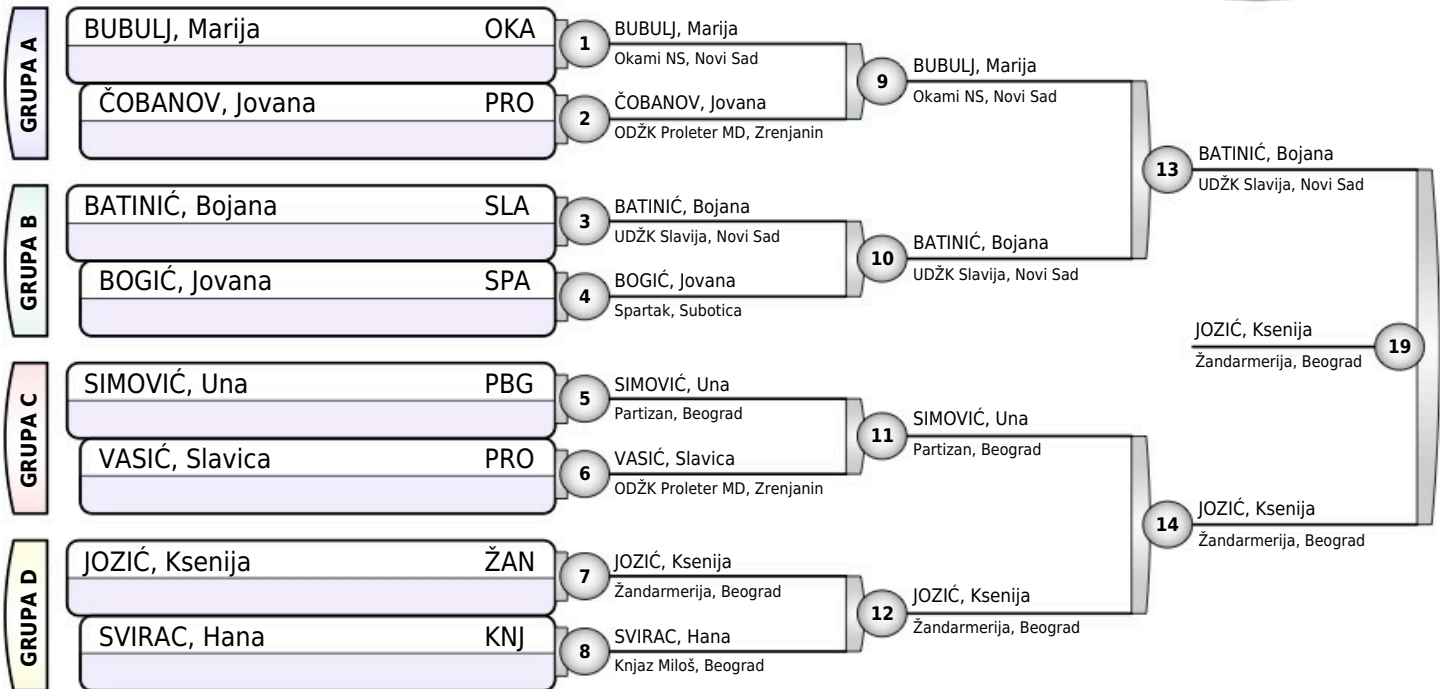 GRUPA A
BUBULJ, Marija OKA
ČOBANOV, Jovana PRO
GRUPA B
BATINIĆ, Bojana SLA
BOGIĆ, Jovana SPA
GRUPA C
SIMOVIĆ, Una PBG
VASIĆ, Slavica PRO
GRUPA D
JOZIĆ, Ksenija ŽAN
SVIRAC, Hana KNJ
1
BUBULJ, Marija
Okami NS, Novi Sad
2
ČOBANOV, Jovana
ODŽK Proleter MD, Zrenjanin
3
BATINIĆ, Bojana
UDŽK Slavija, Novi Sad
4
BOGIĆ, Jovana
Spartak, Subotica
5
SIMOVIĆ, Una
Partizan, Beograd
6
VASIĆ, Slavica
ODŽK Proleter MD, Zrenjanin
7
JOZIĆ, Ksenija
Žandarmerija, Beograd
8
SVIRAC, Hana
Knjaz Miloš, Beograd
9
BUBULJ, Marija
Okami NS, Novi Sad
10
BATINIĆ, Bojana
UDŽK Slavija, Novi Sad
11
SIMOVIĆ, Una
Partizan, Beograd
12
JOZIĆ, Ksenija
Žandarmerija, Beograd
13
BATINIĆ, Bojana
UDŽK Slavija, Novi Sad
14
JOZIĆ, Ksenija
Žandarmerija, Beograd
JOZIĆ, Ksenija
Žandarmerija, Beograd
19